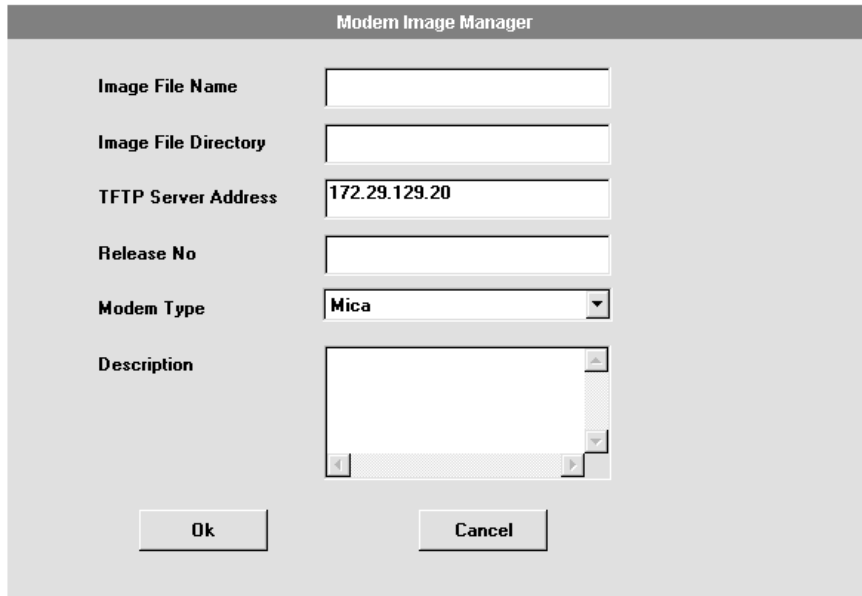 Modem Image Manager
Image File Name
Image File Directory
TFTP Server Address 172.29.129.20
Release No
Modem Type Mica
Description
Ok Cancel